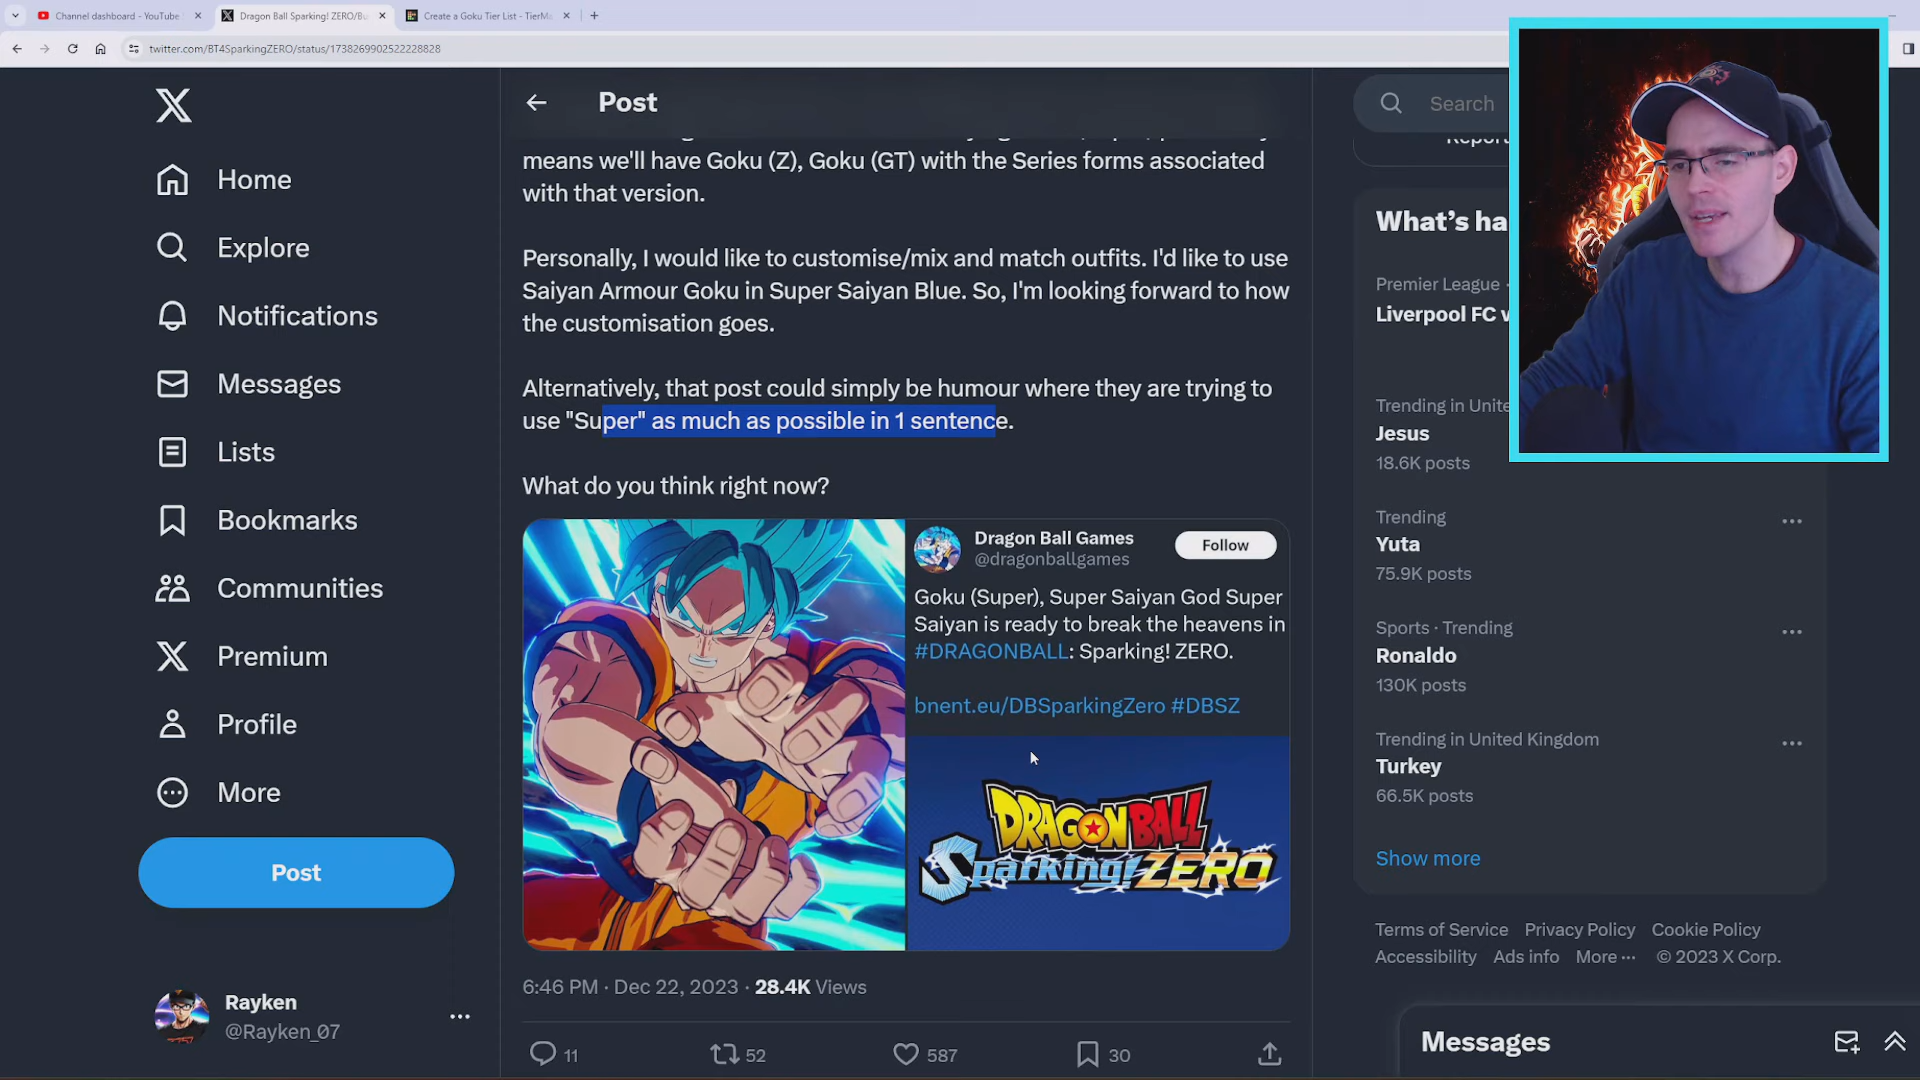 Channel dashboard - YouTube
Dragon Ball Sparking! ZERO/Bu
Create a Goku Tier List - TierMa
twitter.com/BT4SparkingZERO/status/1738269902522228828
Post
Search
Home
Explore
Notifications
Messages
Lists
Bookmarks
Communities
Premium
Profile
More
Post
Rayken
@Rayken_07
means we'll have Goku (Z), Goku (GT) with the Series forms associated
with that version.
Personally, I would like to customise/mix and match outfits. I'd like to use
Saiyan Armour Goku in Super Saiyan Blue. So, I'm looking forward to how
the customisation goes.
Alternatively, that post could simply be humour where they are trying to
use "Super" as much as possible in 1 sentence.
What do you think right now?
Dragon Ball Games
@dragonballgames
Follow
Goku (Super), Super Saiyan God Super
Saiyan is ready to break the heavens in
#DRAGONBALL: Sparking! ZERO.
bnent.eu/DBSparkingZero #DBSZ
DRAGON BALL
Sparking! ZERO
6:46 PM · Dec 22, 2023 · 28.4K Views
11
52
587
30
What's ha
Premier League ·
Liverpool FC v
Trending in Unite
Jesus
18.6K posts
Trending
Yuta
75.9K posts
Sports · Trending
Ronaldo
130K posts
Trending in United Kingdom
Turkey
66.5K posts
Show more
Terms of Service Privacy Policy Cookie Policy
Accessibility Ads info More ··· © 2023 X Corp.
Messages